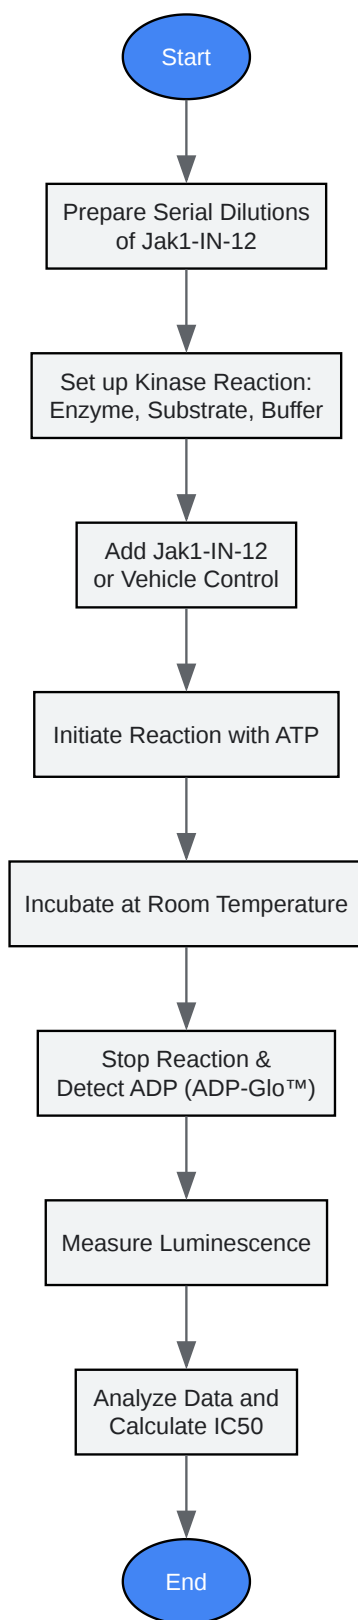 Start
Prepare Serial Dilutions
of Jak1-IN-12
Set up Kinase Reaction:
Enzyme, Substrate, Buffer
Add Jak1-IN-12
or Vehicle Control
Initiate Reaction with ATP
Incubate at Room Temperature
Stop Reaction &
Detect ADP (ADP-Glo™)
Measure Luminescence
Analyze Data and
Calculate IC50
End